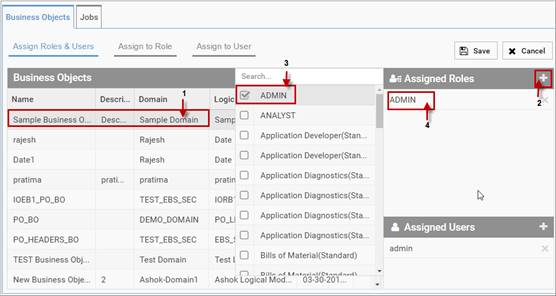 Business Objects Jobs
Assign Roles & Users Assign to Role Assign to User Save Cancel
3
Business Objects
Search...
Assigned Roles
Name Descri... Domain Logic
1
ADMIN
ADMIN
2
4
Sample Business O... Desc... Sample Domain Samp
ANALYST
rajesh Rajesh Date
Application Developer(Stan...
Date1 Rajesh Date
Application Developer(Sta...
pratima prati... pratima prati
Application Diagnostics(Sta...
IOEB1_PO_BO TEST_EBS_SEC IORB1
Application Diagnostics(Sta...
PO_BO DEMO_DOMAIN PO_LI
Application Diagnostics(Sta...
Assigned Users
PO_HEADERS_BO TEST_EBS_SEC EBS_S
Application Diagnostics(Sta...
admin
TEST Business Obj... Test Domain Test L
Bills of Material(Standard)
New Business Obje... 2 Ashok-Domain1 Ashok Logical Mod... 03-30-201...
Bills of Material(Standard)